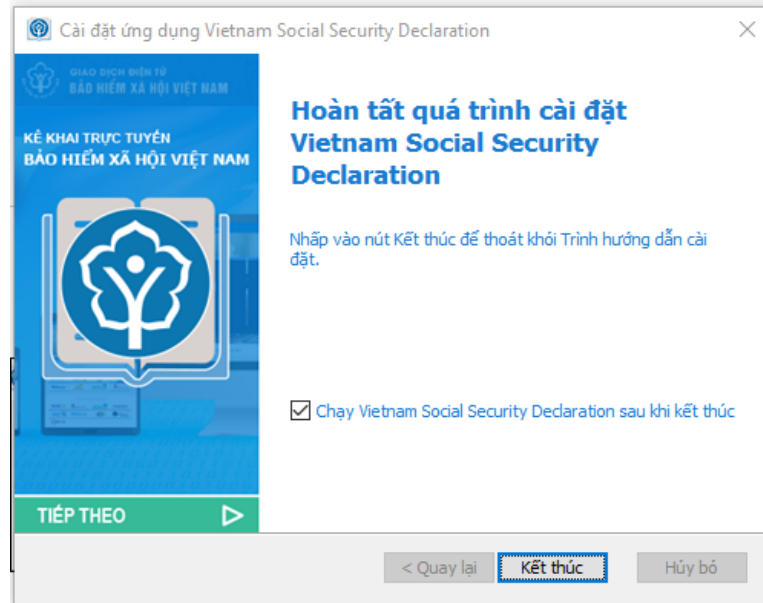 Cài đặt ứng dụng Vietnam Social Security Declaration
GIAO DỊCH ĐIỆN TỬ
BẢO HIỂM XÃ HỘI VIỆT NAM
KÊ KHAI TRỰC TUYẾN
BẢO HIỂM XÃ HỘI VIỆT NAM
TIẾP THEO
Hoàn tất quá trình cài đặt
Vietnam Social Security
Declaration
Nhấp vào nút Kết thúc để thoát khỏi Trình hướng dẫn cài
đặt.
Chạy Vietnam Social Security Declaration sau khi kết thúc
< Quay lại
Kết thúc
Hủy bỏ